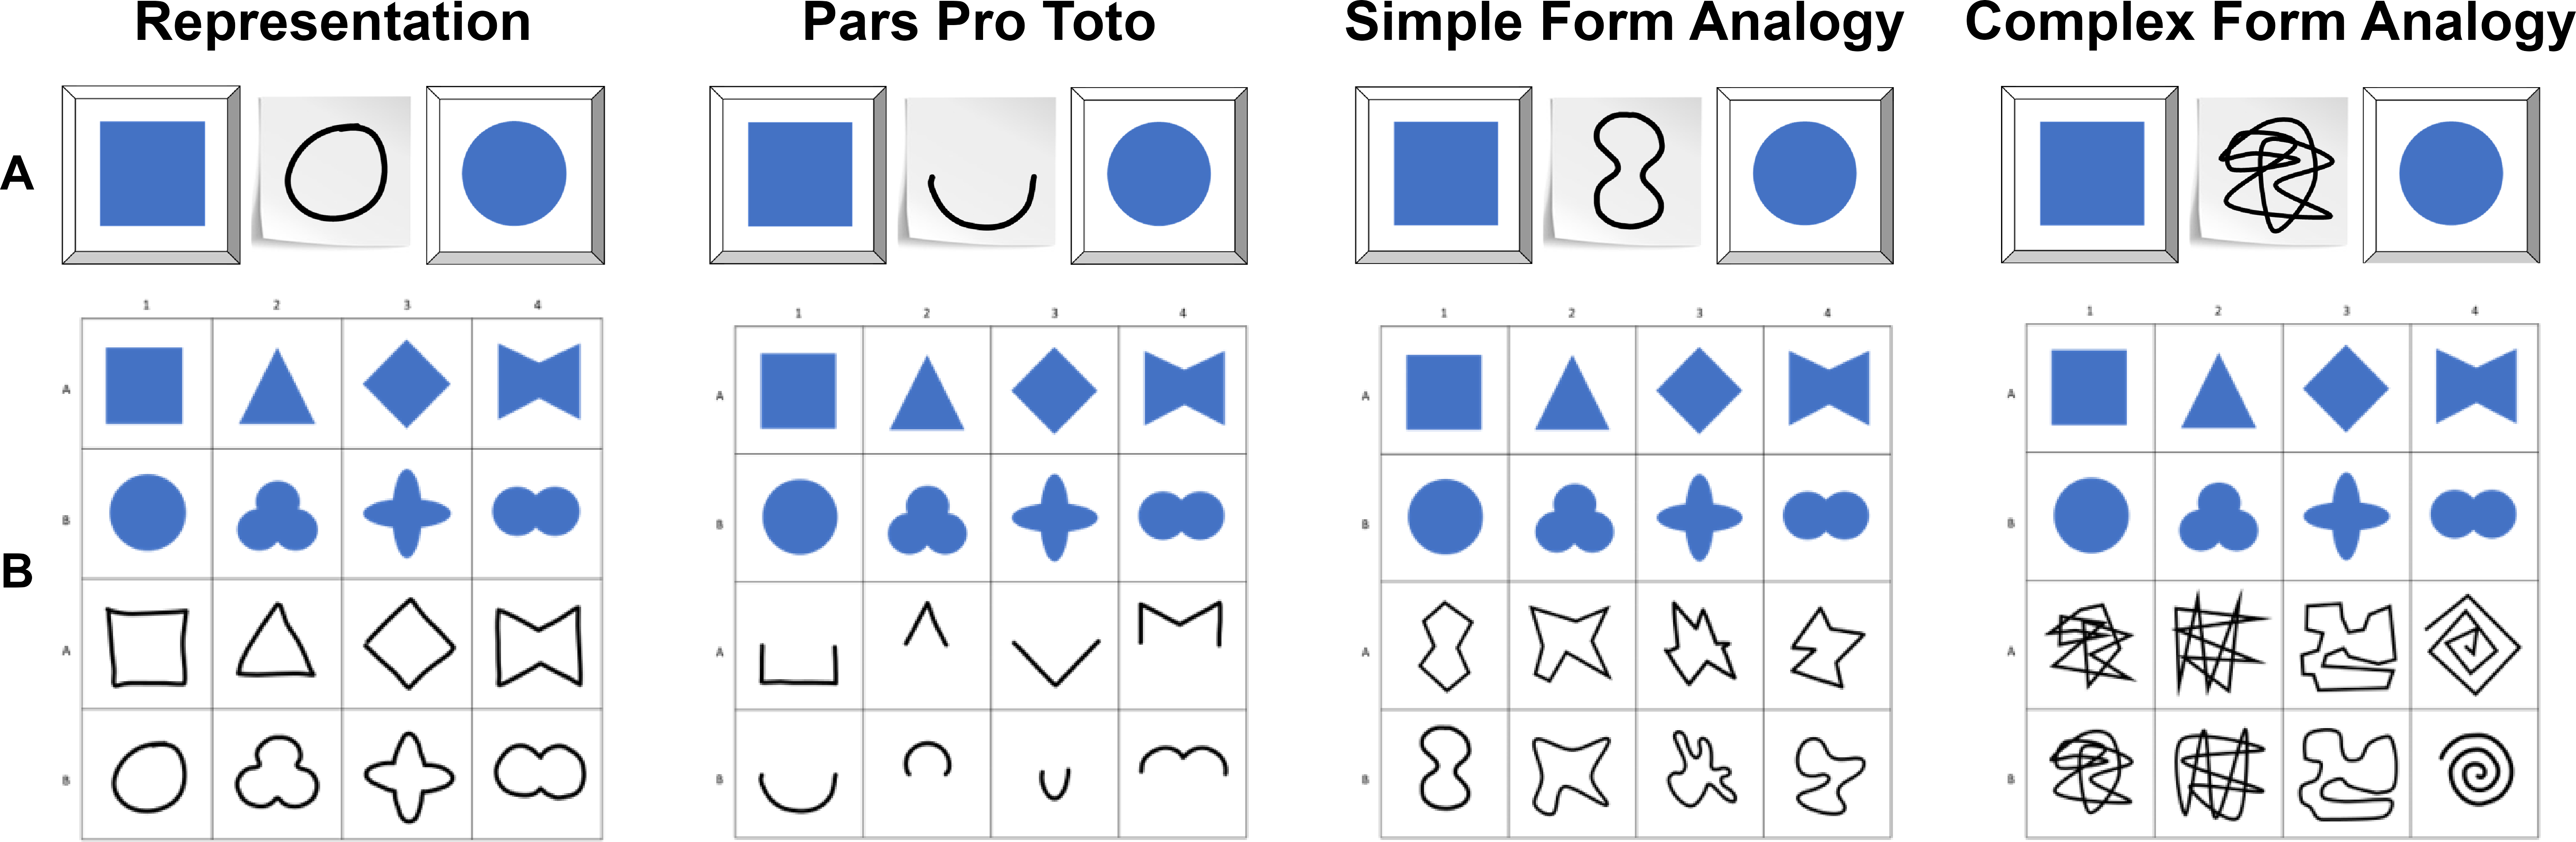 Representation Pars Pro Toto Simple Form Analogy Complex Form Analogy
A
1 2 3 4 1 2 3 4 1 2 3 4 1 2 3 4
A A A A
B B B B
B
A A A A
B B B B